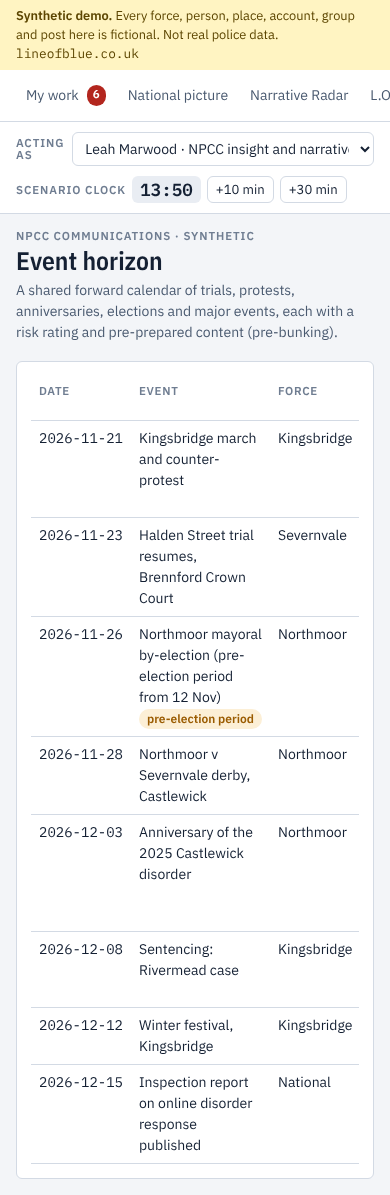 Synthetic demo. Every force, person, place, account, group
and post here is fictional. Not real police data.
lineofblue.co.uk
My work 6 National picture Narrative Radar L.O
ACTING
AS
Leah Marwood · NPCC insight and narrativ
SCENARIO CLOCK 13:50 +10 min +30 min
NPCC COMMUNICATIONS · SYNTHETIC
Event horizon
A shared forward calendar of trials, protests,
anniversaries, elections and major events, each with a
risk rating and pre-prepared content (pre-bunking).
DATE EVENT FORCE
2026-11-21 Kingsbridge march Kingsbridge
and counter-
protest
2026-11-23 Halden Street trial Severnvale
resumes,
Brennford Crown
Court
2026-11-26 Northmoor mayoral Northmoor
by-election (pre-
election period
from 12 Nov)
pre-election period
2026-11-28 Northmoor v Northmoor
Severnvale derby,
Castlewick
2026-12-03 Anniversary of the Northmoor
2025 Castlewick
disorder
2026-12-08 Sentencing: Kingsbridge
Rivermead case
2026-12-12 Winter festival, Kingsbridge
Kingsbridge
2026-12-15 Inspection report National
on online disorder
response
published